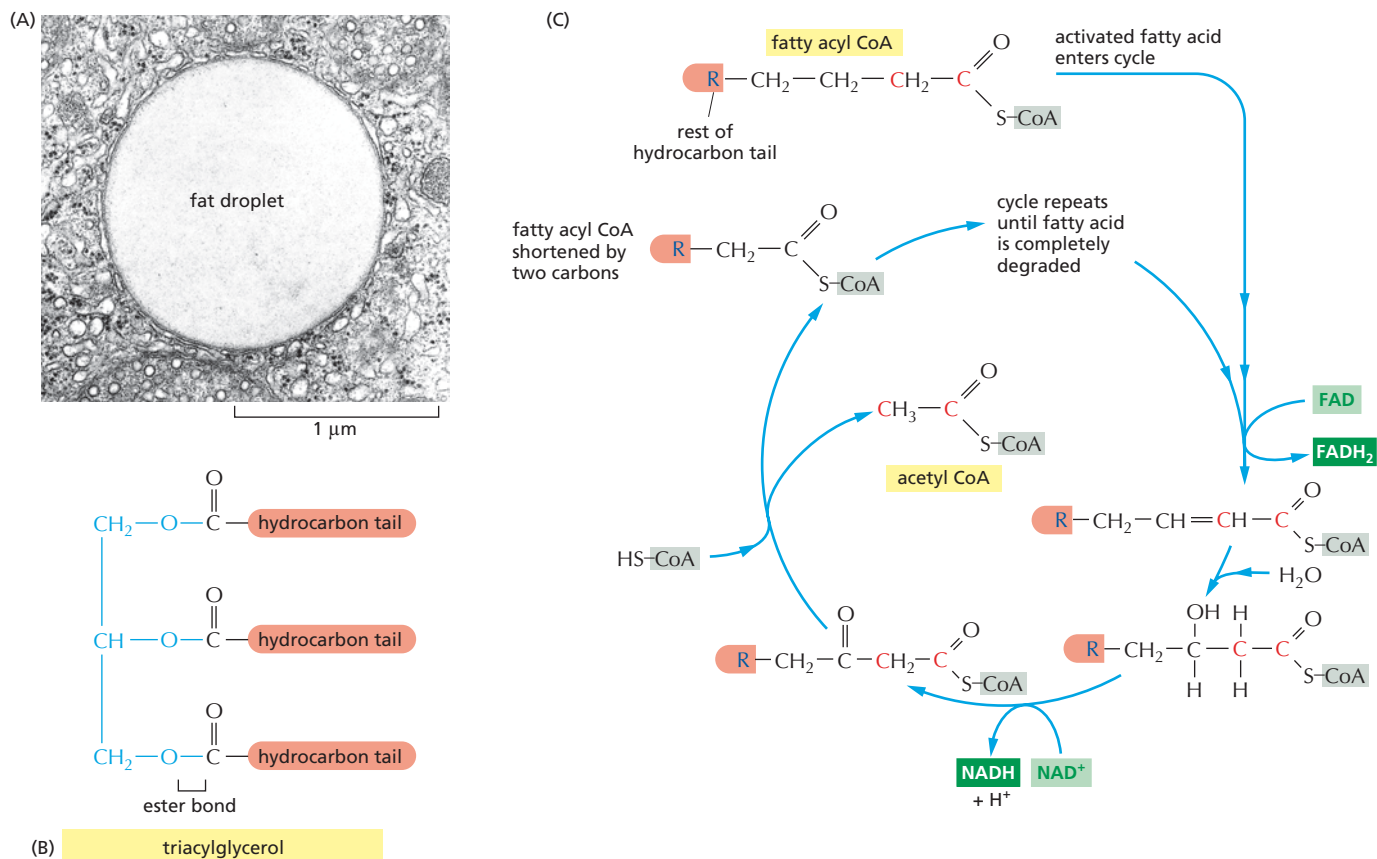 (A)
fat droplet
1 μm
O
CH₂—O—C—hydrocarbon tail
O
CH—O—C—hydrocarbon tail
O
CH₂—O—C—hydrocarbon tail
ester bond
(B) triacylglycerol
(C)
fatty acyl CoA
O
R—CH₂—CH₂—CH₂—C
S–CoA
rest of
hydrocarbon tail
activated fatty acid
enters cycle
fatty acyl CoA
shortened by
two carbons
O
R—CH₂—C
S–CoA
cycle repeats
until fatty acid
is completely
degraded
O
CH₃—C
S–CoA
acetyl CoA
FAD
FADH₂
O
R—CH₂—CH=CH—C
S–CoA
H₂O
OH H O
R—CH₂—C—C—C
S–CoA
H H
NADH NAD⁺
+ H⁺
O O
R—CH₂—C—CH₂—C
S–CoA
HS–CoA